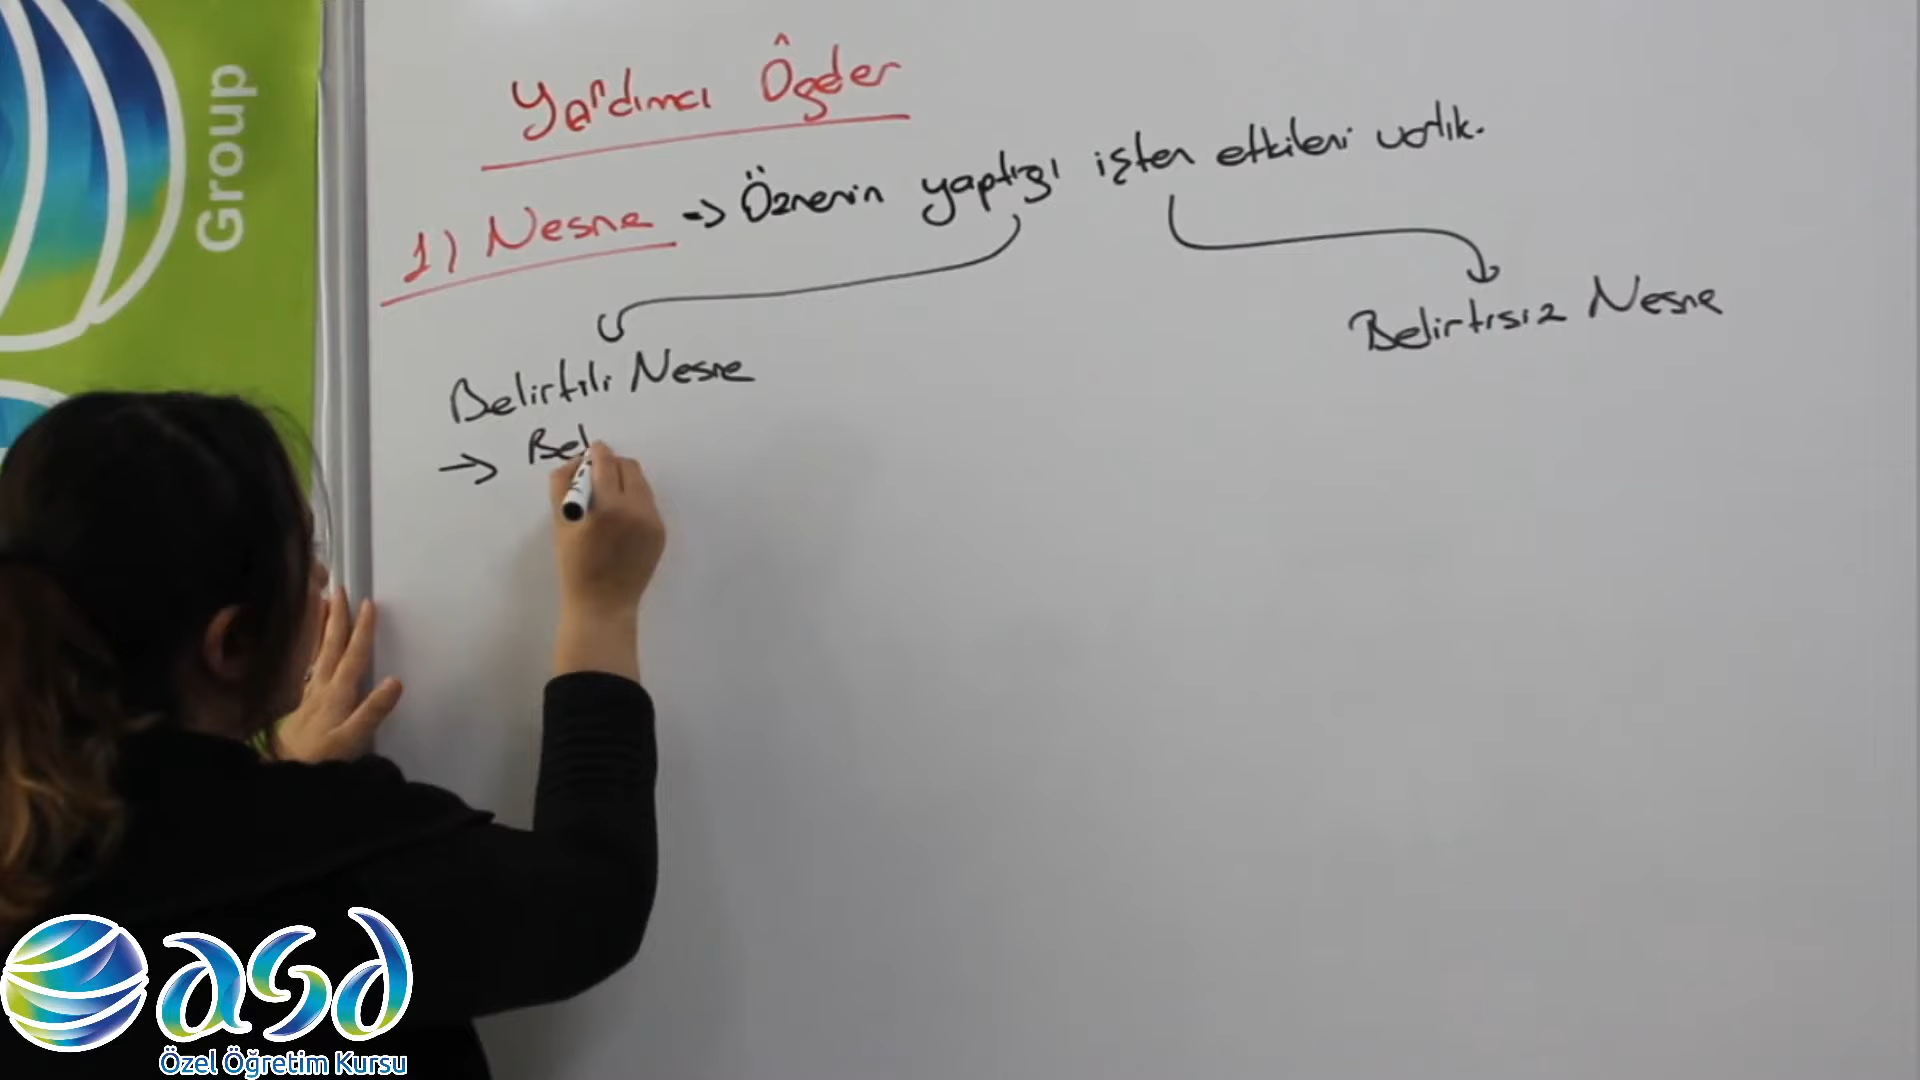 Yardımcı Ögeler
1) Nesne → Öznenin yaptığı işten etkilenen varlık.
Belirtili Nesne
Belirtisiz Nesne
→ Bel
Group
asd
Özel Öğretim Kursu